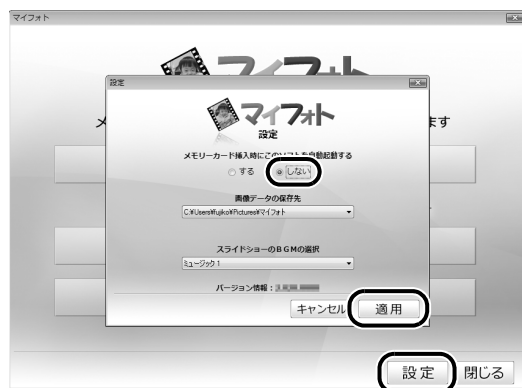 マイフォト
メ
ます
設定
マイフォト
設定
メモリーカード挿入時にこのソフトを自動起動する
する
しない
画像データの保存先
C:¥Users¥fujiko¥Pictures¥マイフォト
スライドショーのBGMの選択
ミュージック1
バージョン情報:
キャンセル
適用
設定
閉じる